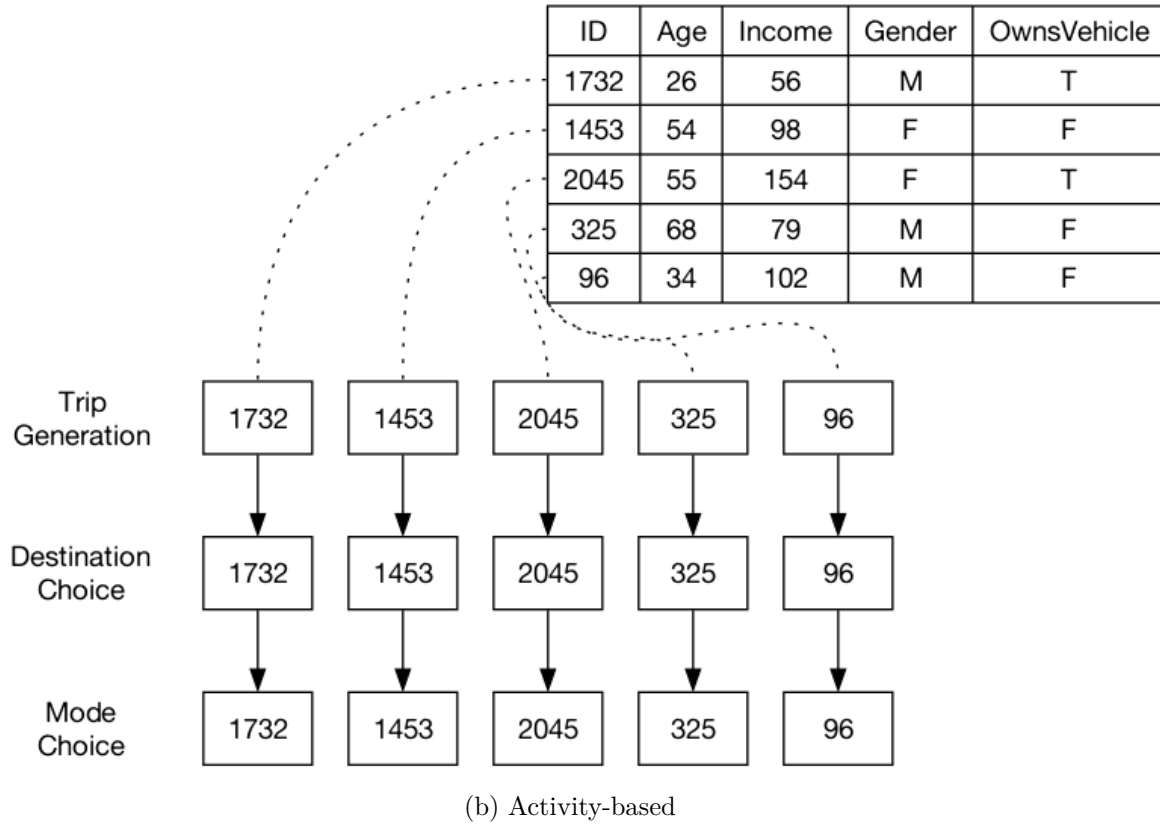 ID Age Income Gender OwnsVehicle
1732 26 56 M T
1453 54 98 F F
2045 55 154 F T
325 68 79 M F
96 34 102 M F
Trip
Generation
1732 1453 2045 325 96
Destination
Choice
1732 1453 2045 325 96
Mode
Choice
1732 1453 2045 325 96
(b) Activity-based